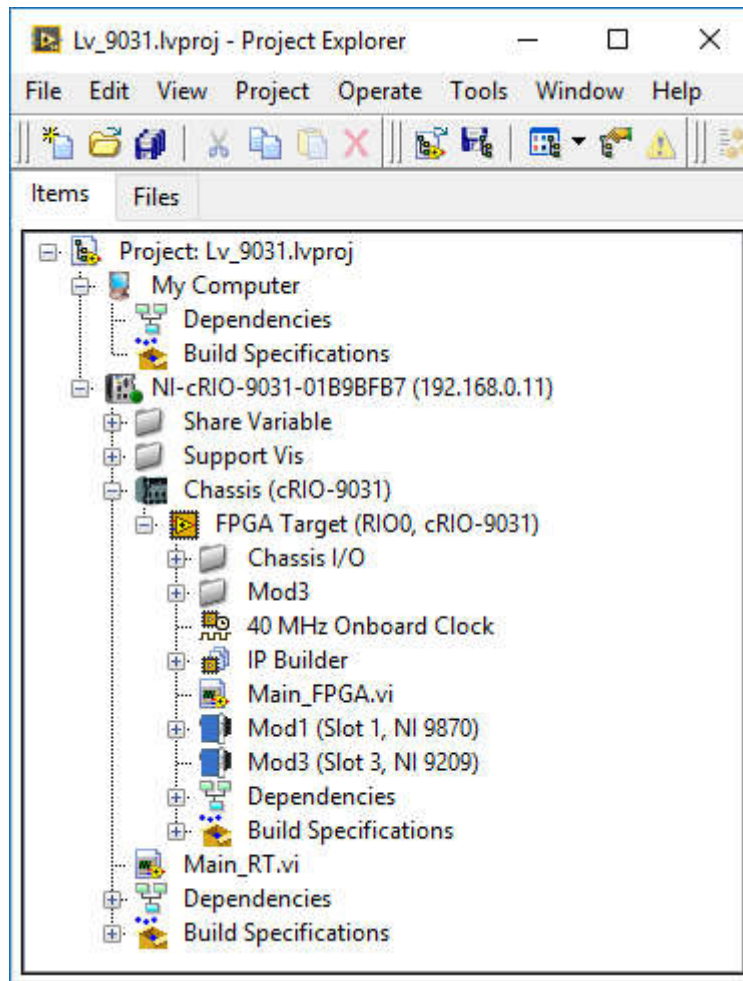 Lv_9031.lvproj - Project Explorer
File Edit View Project Operate Tools Window Help
Items Files
Project: Lv_9031.lvproj
My Computer
Dependencies
Build Specifications
NI-cRIO-9031-01B9BFB7 (192.168.0.11)
Share Variable
Support Vis
Chassis (cRIO-9031)
FPGA Target (RIO0, cRIO-9031)
Chassis I/O
Mod3
40 MHz Onboard Clock
IP Builder
Main_FPGA.vi
Mod1 (Slot 1, NI 9870)
Mod3 (Slot 3, NI 9209)
Dependencies
Build Specifications
Main_RT.vi
Dependencies
Build Specifications